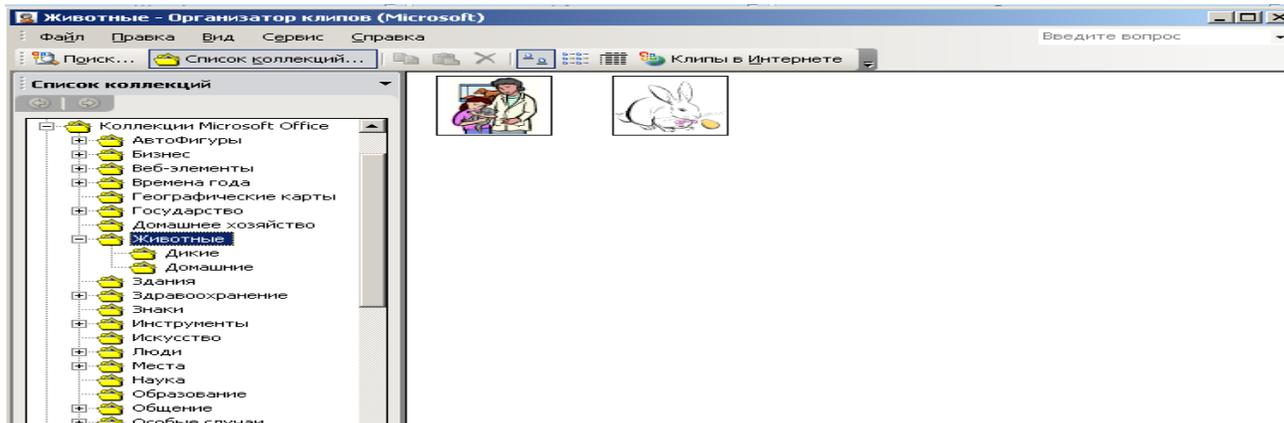 Животные - Организатор клипов (Microsoft)
Файл Правка Вид Сервис Справка Введите вопрос
Поиск... Список коллекций... Клипы в Интернете
Список коллекций
Коллекции Microsoft Office
АвтоФигуры
Бизнес
Веб-элементы
Времена года
Географические карты
Государство
Домашнее хозяйство
Животные
Дикие
Домашние
Здания
Здравоохранение
Знаки
Инструменты
Искусство
Люди
Места
Наука
Образование
Общение
Особые случаи